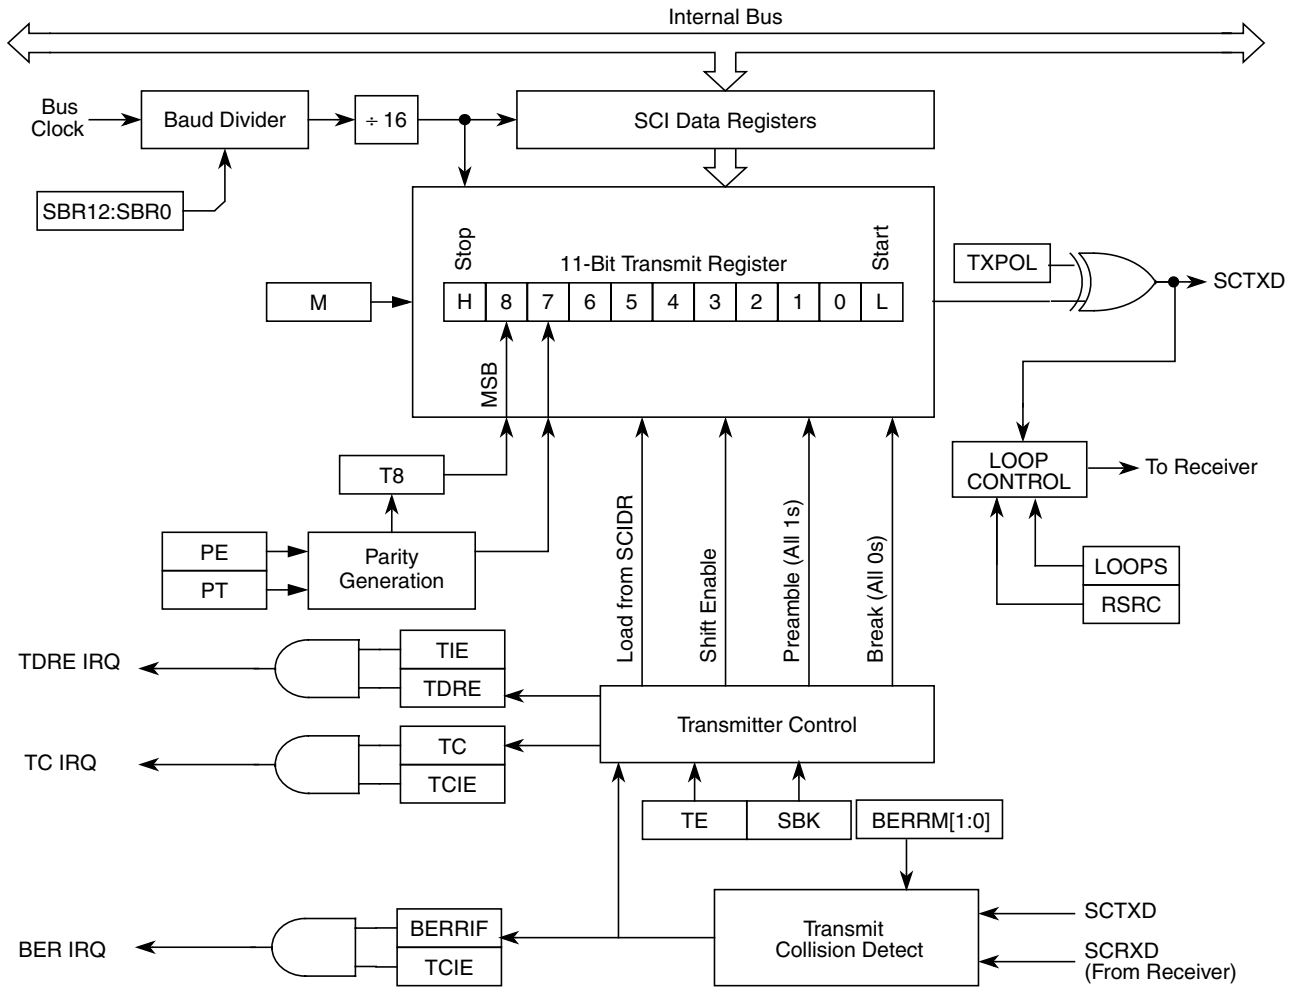 Internal Bus
Bus
Clock
Baud Divider
÷ 16
SCI Data Registers
SBR12:SBR0
Stop
11-Bit Transmit Register
Start
TXPOL
SCTXD
M
H 8 7 6 5 4 3 2 1 0 L
MSB
T8
LOOP
CONTROL
To Receiver
PE
PT
Parity
Generation
Load from SCIDR
Shift Enable
Preamble (All 1s)
Break (All 0s)
LOOPS
RSRC
TDRE IRQ
TIE
TDRE
Transmitter Control
TC IRQ
TC
TCIE
TE
SBK
BERRM[1:0]
BER IRQ
BERRIF
TCIE
Transmit
Collision Detect
SCTXD
SCRXD
(From Receiver)